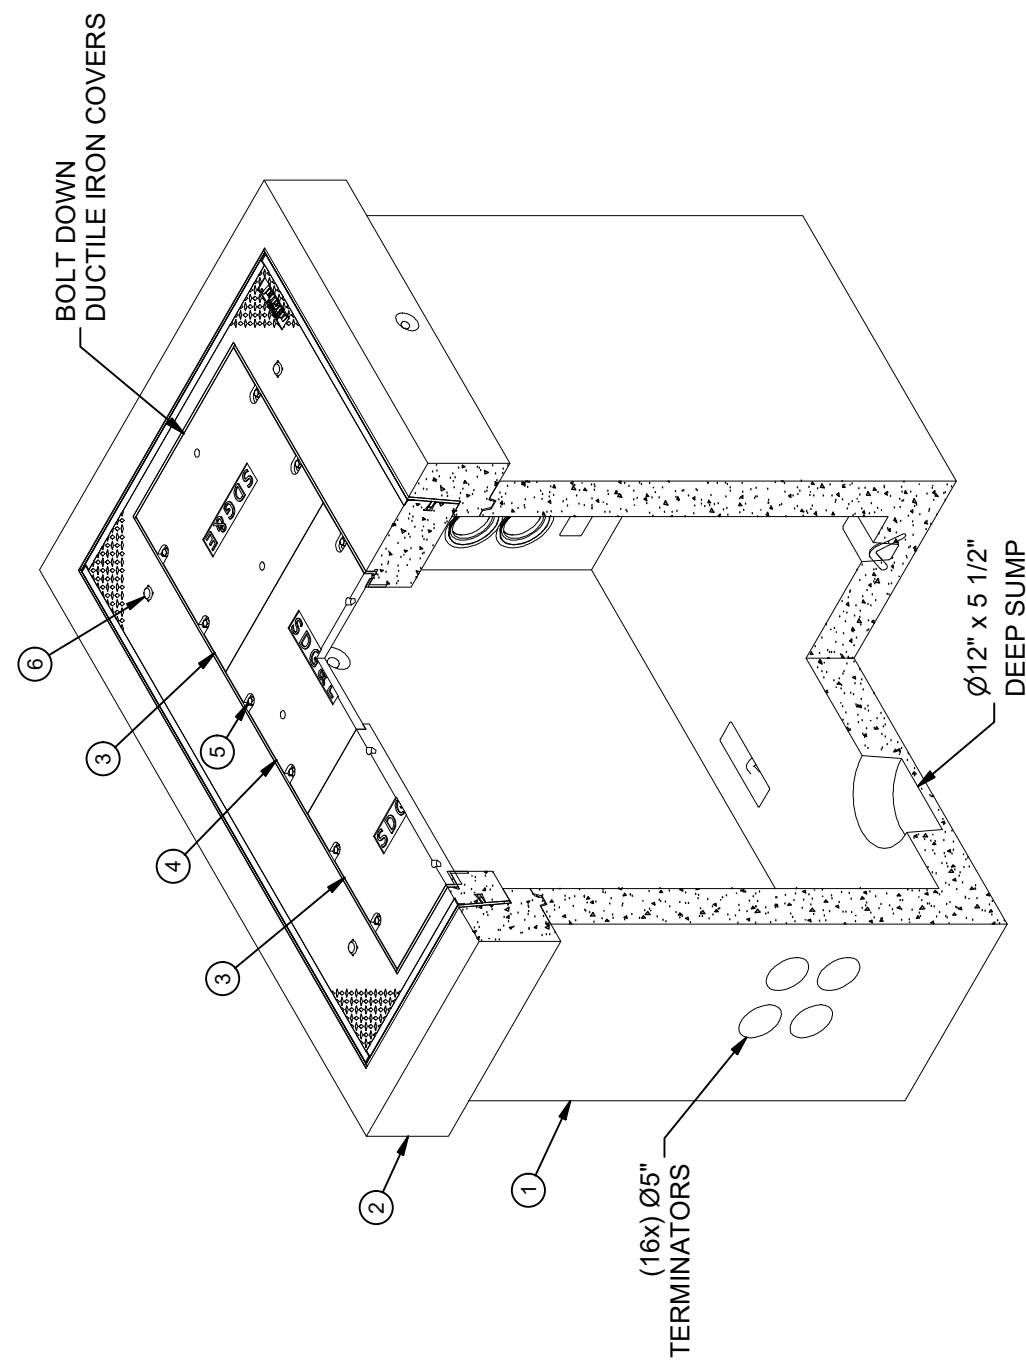 BOLT DOWN
DUCTILE IRON COVERS
6
3
5
4
3
2
1
SDG&E
SDG&E
SDG
Ø12" x 5 1/2"
DEEP SUMP
(16x) Ø5"
TERMINATORS